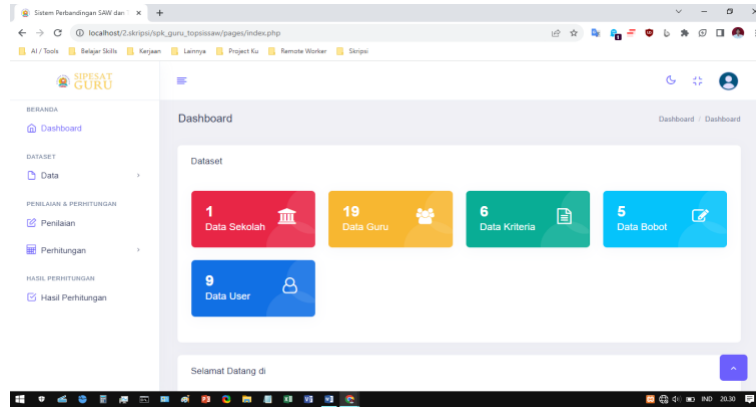 Sistem Perbandingan SAW dan
localhost/2.skripsi/spk_guru_topsissaw/pages/index.php
AI / Tools
Belajar Skills
Kerjaan
Lainnya
Project Ku
Remote Worker
Skripsi
SIPESAT
GURU
BERANDA
Dashboard
DATASET
Data
PENILAIAN & PERHITUNGAN
Penilaian
Perhitungan
HASIL PERHITUNGAN
Hasil Perhitungan
Dashboard
Dashboard / Dashboard
Dataset
1
Data Sekolah
19
Data Guru
6
Data Kriteria
5
Data Bobot
9
Data User
Selamat Datang di
IND
20.30